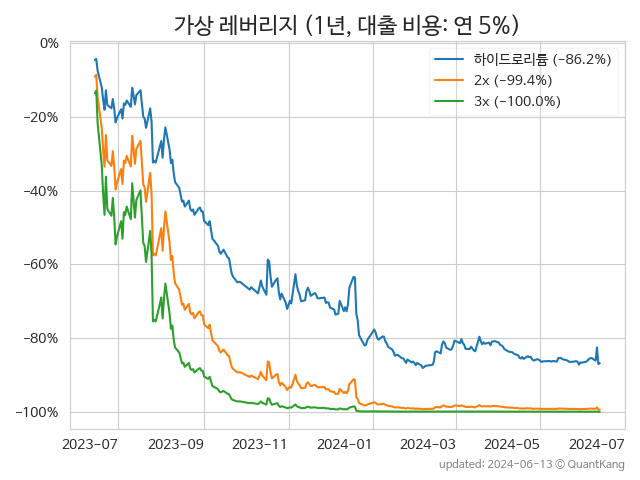 가상 레버리지 (1년, 대출 비용: 연 5%)
하이드로리튬 (−86.2%)
2x (−99.4%)
3x (−100.0%)
0%
−20%
−40%
−60%
−80%
−100%
2023−07 2023−09 2023−11 2024−01 2024−03 2024−05 2024−07
updated: 2024−06−13 © QuantKang